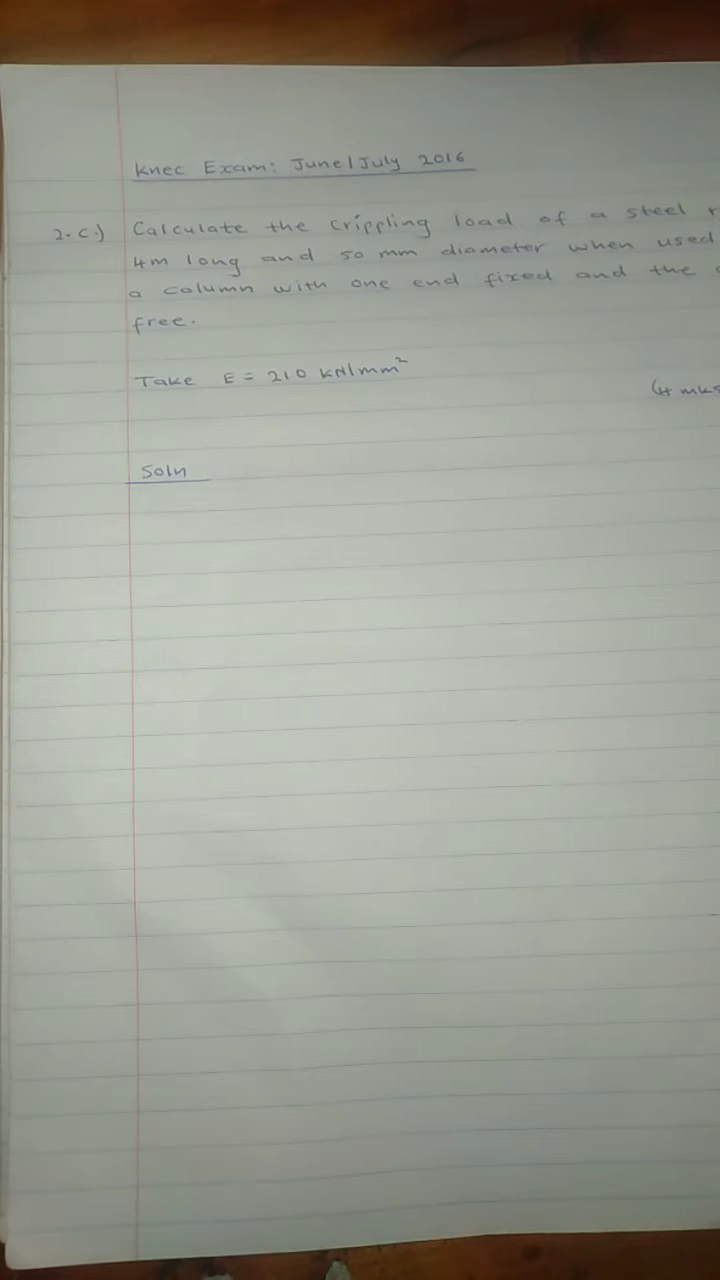 Knec Exam: June/July 2016
2.c.) Calculate the crippling load of a steel
4m long and 50 mm diameter when used
a column with one end fixed and the
free.
Take E = 210 kN/mm²
(4 mks
Soln